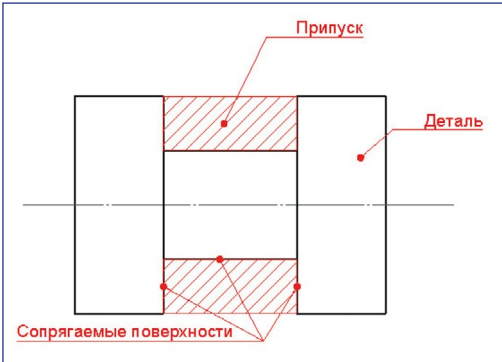 Припуск
Деталь
Сопрягаемые поверхности